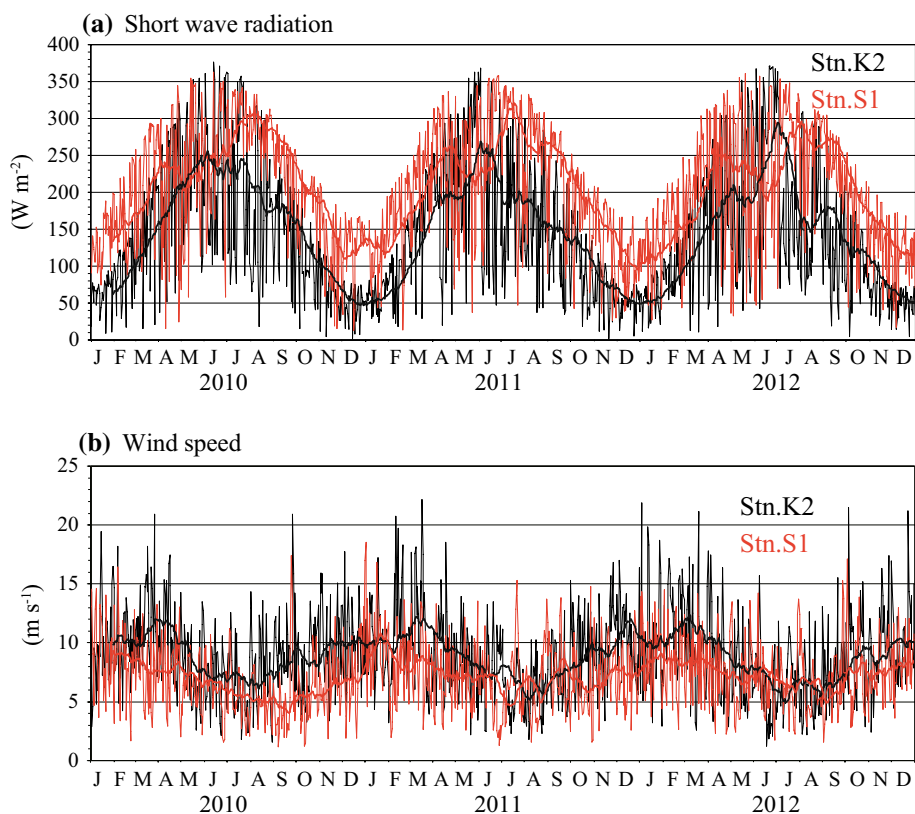 (a) Short wave radiation
400
350
300
250
200
150
100
50
0
(W m⁻²)
Stn.K2
Stn.S1
J F M A M J J A S O N D J F M A M J J A S O N D J F M A M J J A S O N D
2010 2011 2012
(b) Wind speed
25
20
15
10
5
0
(m s⁻¹)
Stn.K2
Stn.S1
J F M A M J J A S O N D J F M A M J J A S O N D J F M A M J J A S O N D
2010 2011 2012